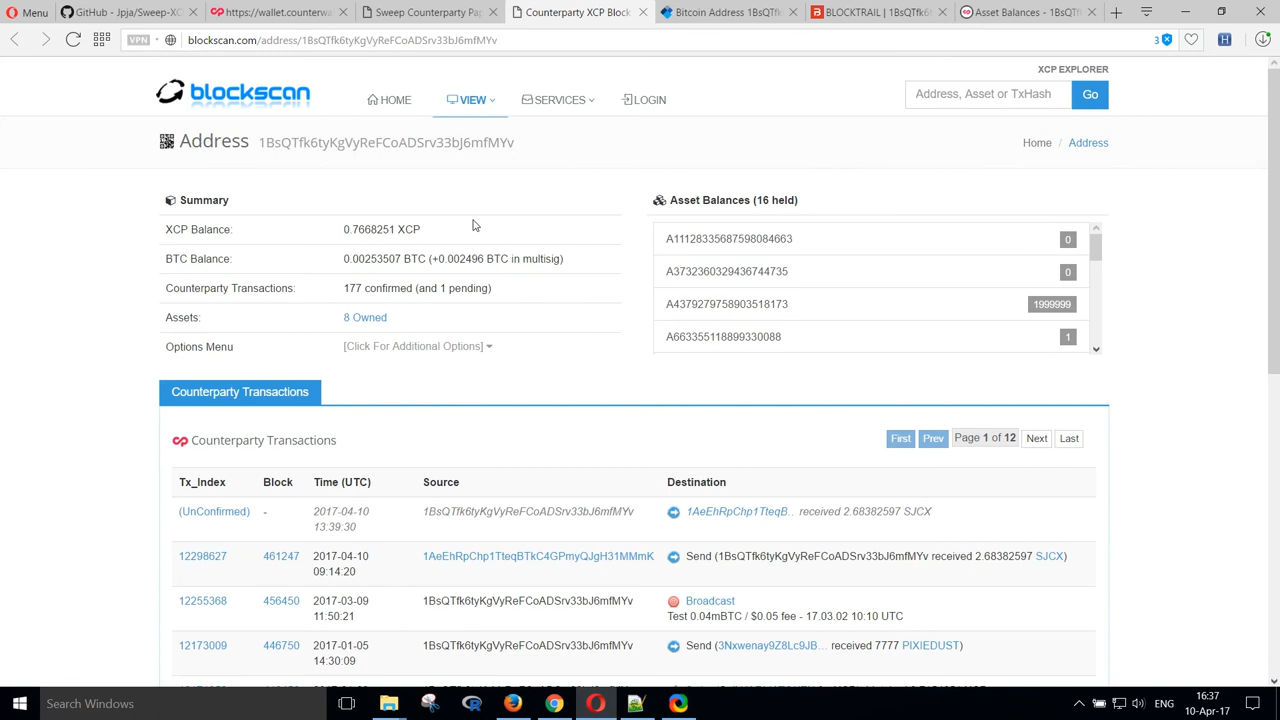 Menu
GitHub - Jpja/Sweep-XC
https://wallet.counterwa
Sweep Counterparty Pap
Counterparty XCP Block
Bitcoin Address 1BsQTfk
BLOCKTRAIL | 1BsQTfk6
Asset Balances - 1BsQTf
VPN
blockscan.com/address/1BsQTfk6tyKgVyReFCoADSrv33bJ6mfMYv
3
H
XCP EXPLORER
blockscan
HOME
VIEW
SERVICES
LOGIN
Address, Asset or TxHash
Go
Address 1BsQTfk6tyKgVyReFCoADSrv33bJ6mfMYv
Home / Address
Summary
XCP Balance: 0.7668251 XCP
BTC Balance: 0.00253507 BTC (+0.002496 BTC in multisig)
Counterparty Transactions: 177 confirmed (and 1 pending)
Assets: 8 Owned
Options Menu [Click For Additional Options]
Asset Balances (16 held)
A11128335687598084663 0
A3732360329436744735 0
A4379279758903518173 1999999
A663355118899330088 1
Counterparty Transactions
Counterparty Transactions
First Prev Page 1 of 12 Next Last
Tx_Index Block Time (UTC) Source Destination
(UnConfirmed) - 2017-04-10 1BsQTfk6tyKgVyReFCoADSrv33bJ6mfMYv 1AeEhRpChp1TteqB... received 2.68382597 SJCX
13:39:30
12298627 461247 2017-04-10 1AeEhRpChp1TteqBTkC4GPmyQJgH31MMmK Send (1BsQTfk6tyKgVyReFCoADSrv33bJ6mfMYv received 2.68382597 SJCX)
09:14:20
12255368 456450 2017-03-09 1BsQTfk6tyKgVyReFCoADSrv33bJ6mfMYv Broadcast
11:50:21 Test 0.04mBTC / $0.05 fee - 17.03.02 10:10 UTC
12173009 446750 2017-01-05 1BsQTfk6tyKgVyReFCoADSrv33bJ6mfMYv Send (3Nxwenay9Z8Lc9JB... received 7777 PIXIEDUST)
14:30:09
Search Windows
ENG
16:37
10-Apr-17